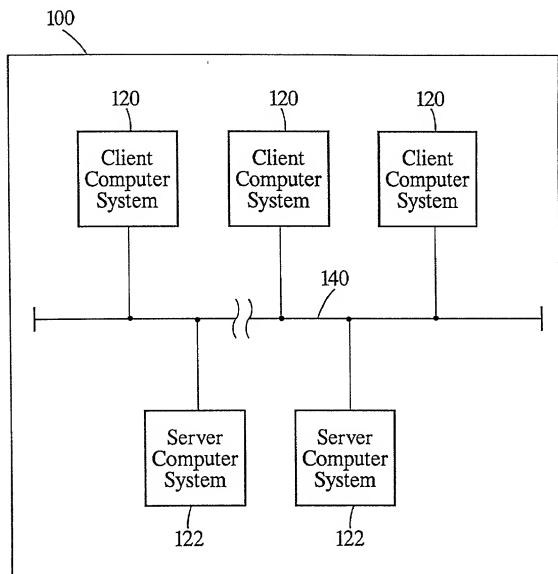 100
120
120
120
Client
Computer
System
Client
Computer
System
Client
Computer
System
140
Server
Computer
System
Server
Computer
System
122
122